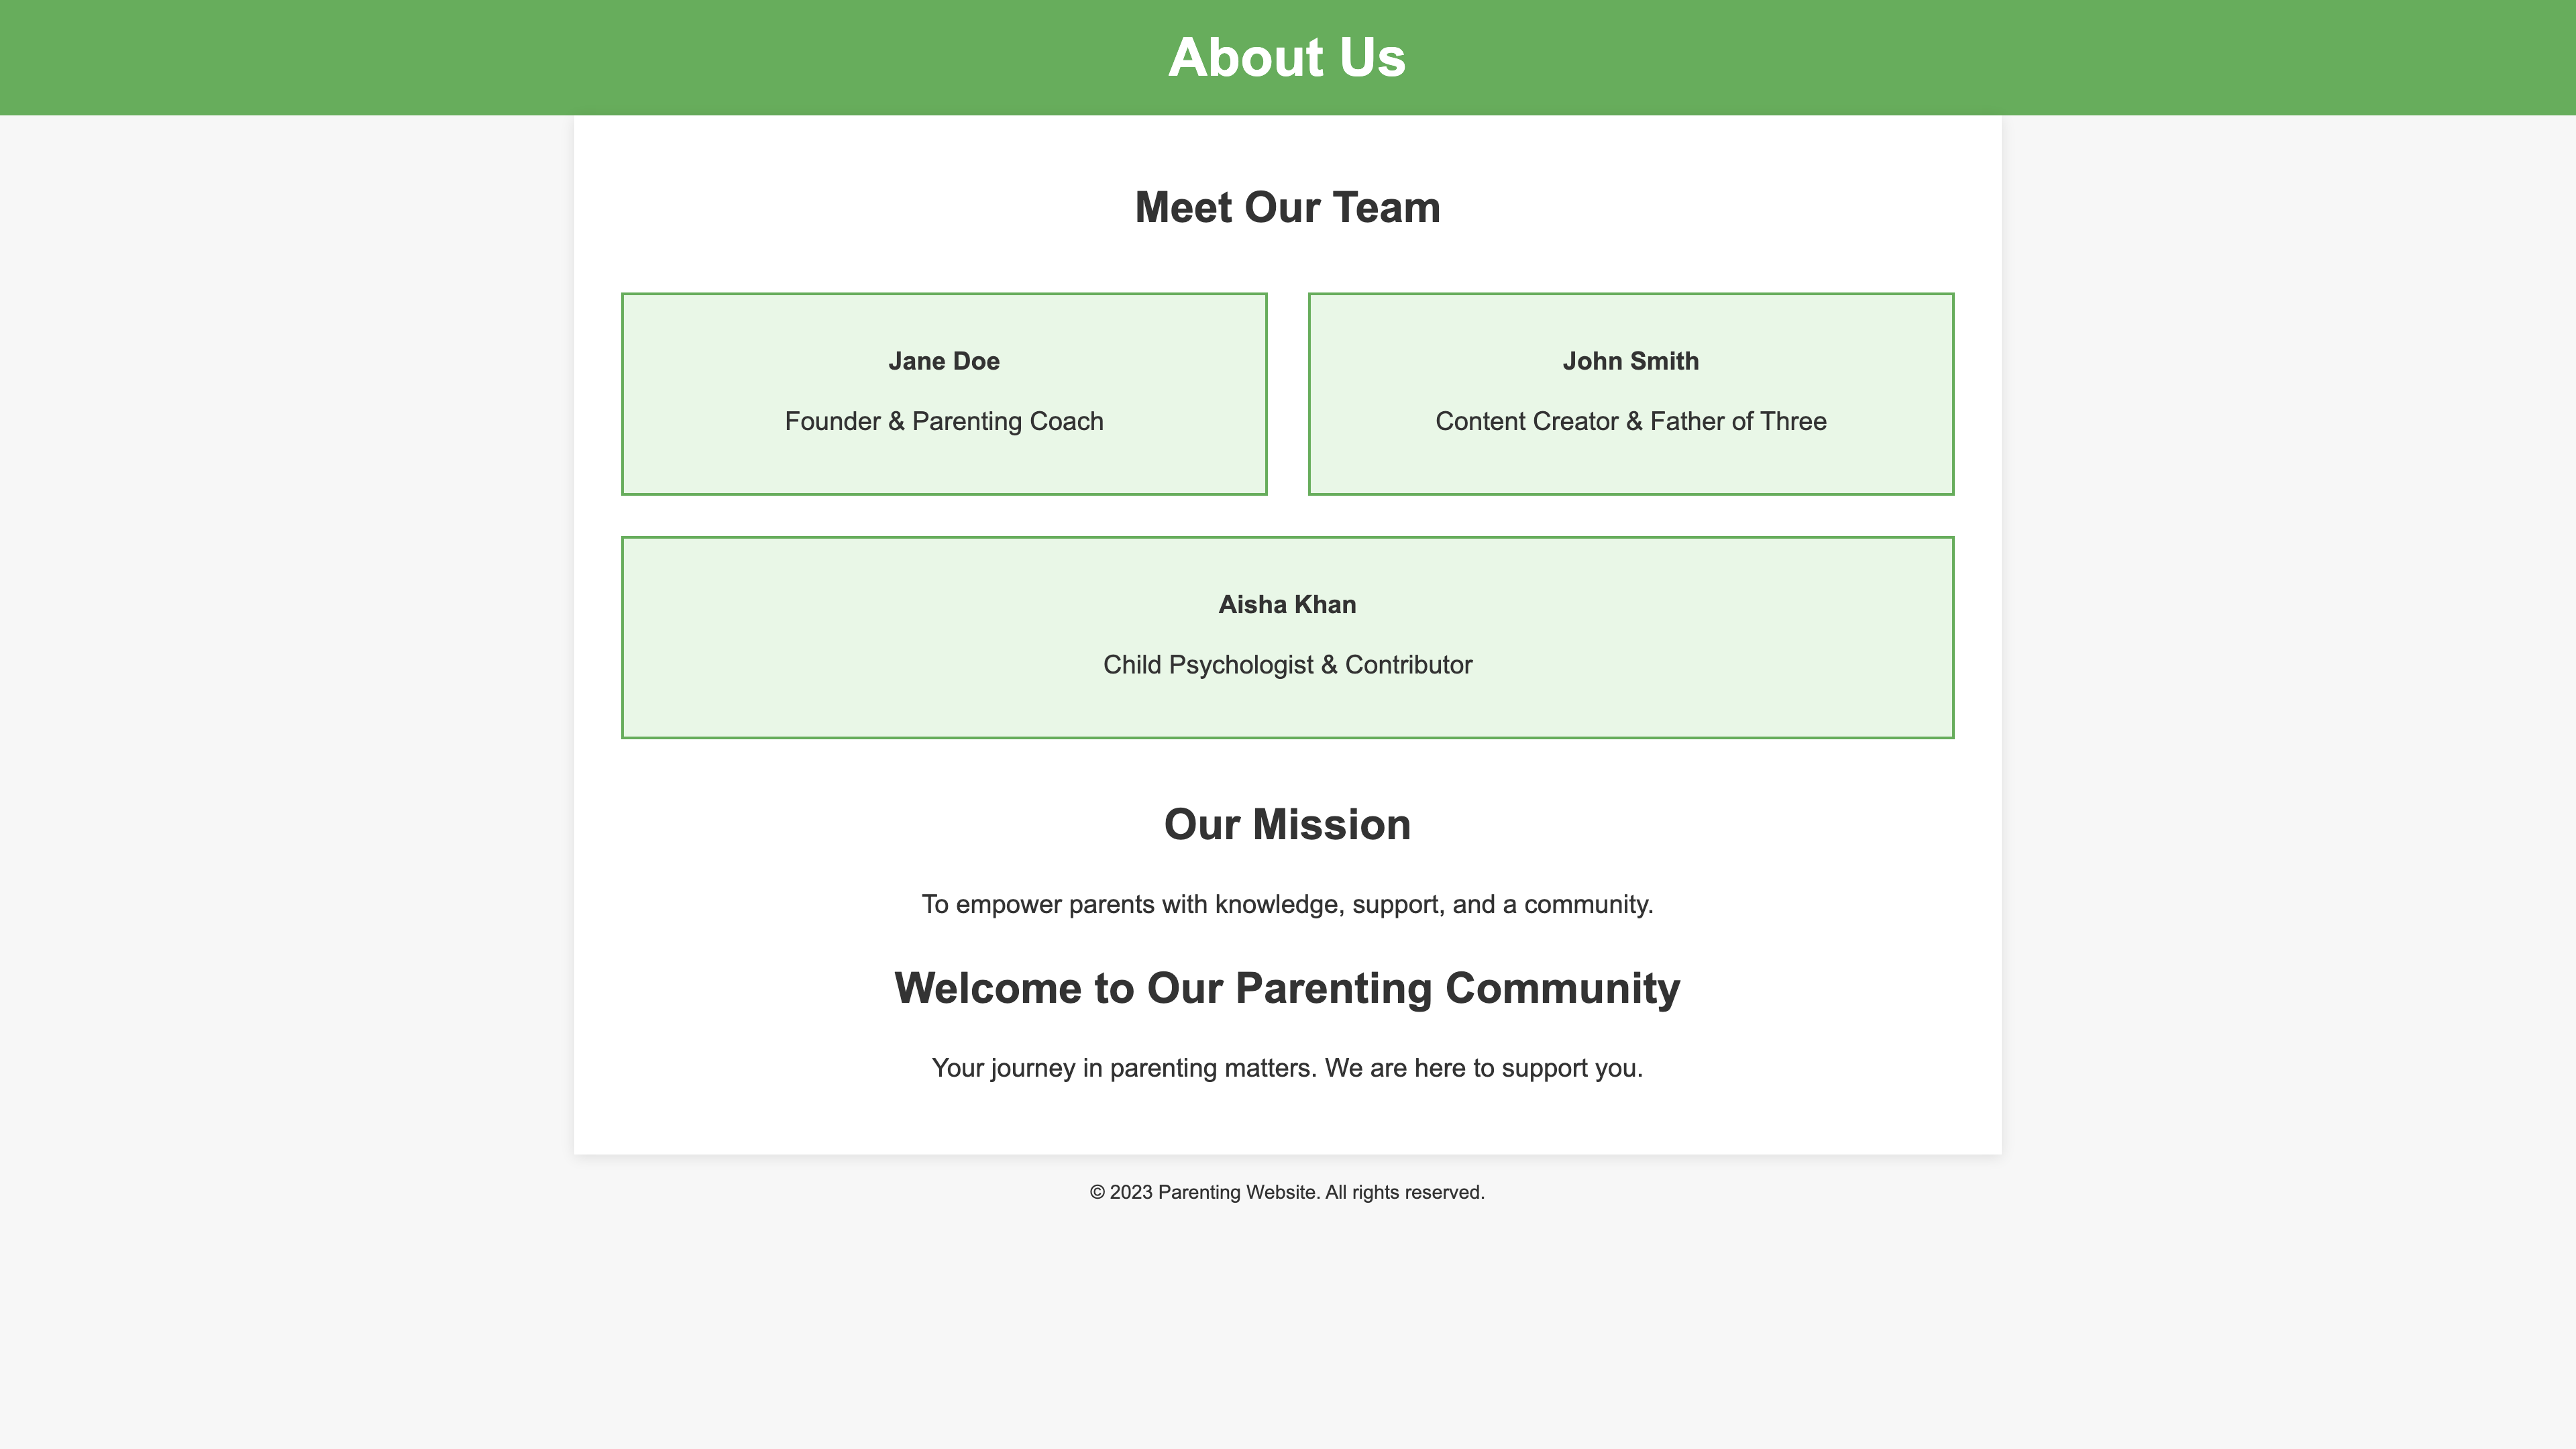 About Us
Meet Our Team
Jane Doe
Founder & Parenting Coach
John Smith
Content Creator & Father of Three
Aisha Khan
Child Psychologist & Contributor
Our Mission
To empower parents with knowledge, support, and a community.
Welcome to Our Parenting Community
Your journey in parenting matters. We are here to support you.
© 2023 Parenting Website. All rights reserved.